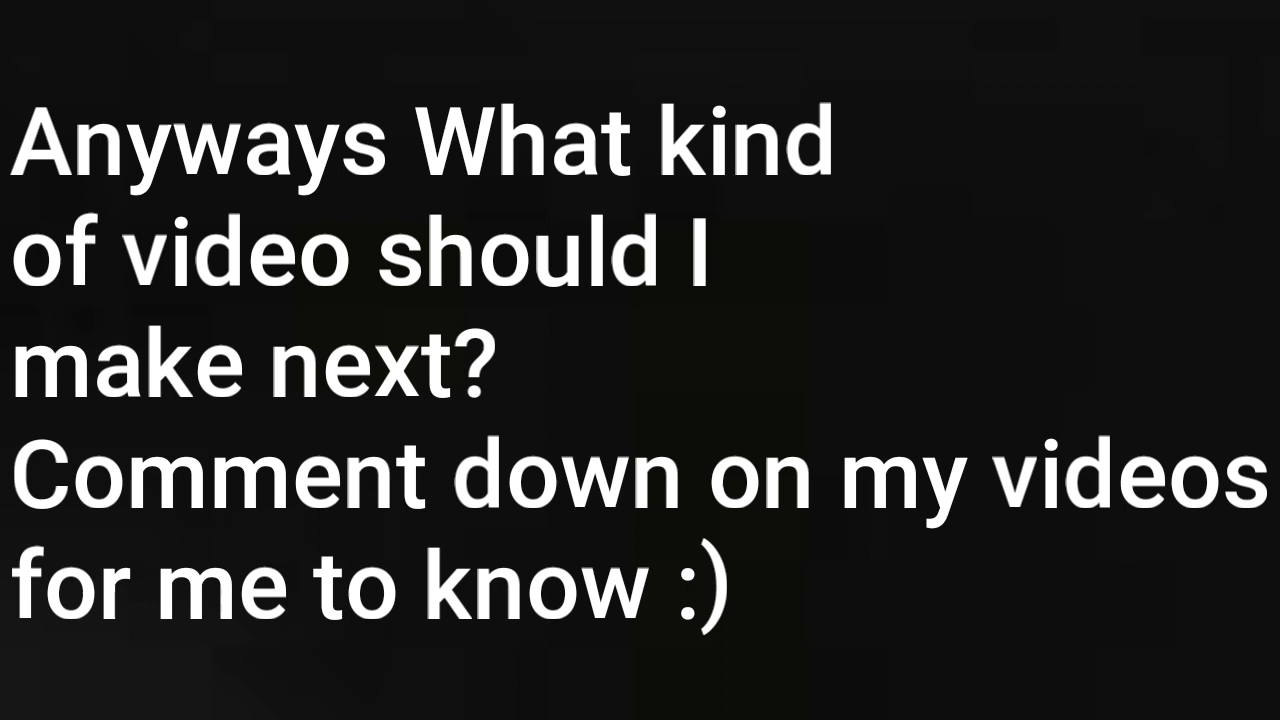 Anyways What kind
of video should I
make next?
Comment down on my videos
for me to know :)